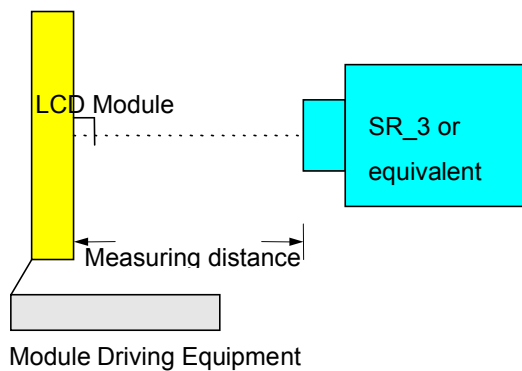 LCD Module
SR_3 or
equivalent
Measuring distance
Module Driving Equipment